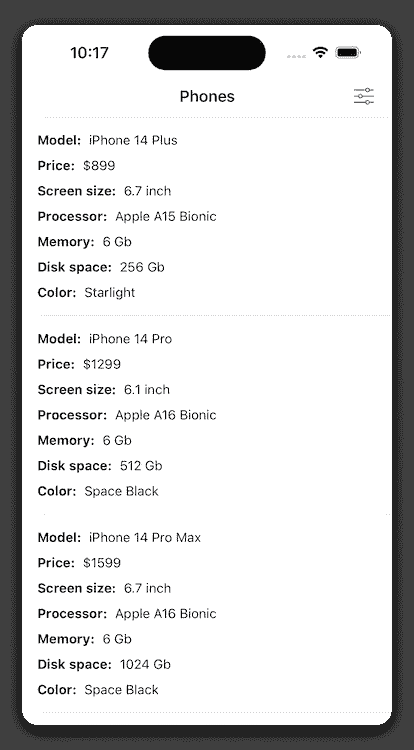 10:17
Phones
Model: iPhone 14 Plus
Price: $899
Screen size: 6.7 inch
Processor: Apple A15 Bionic
Memory: 6 Gb
Disk space: 256 Gb
Color: Starlight
Model: iPhone 14 Pro
Price: $1299
Screen size: 6.1 inch
Processor: Apple A16 Bionic
Memory: 6 Gb
Disk space: 512 Gb
Color: Space Black
Model: iPhone 14 Pro Max
Price: $1599
Screen size: 6.7 inch
Processor: Apple A16 Bionic
Memory: 6 Gb
Disk space: 1024 Gb
Color: Space Black